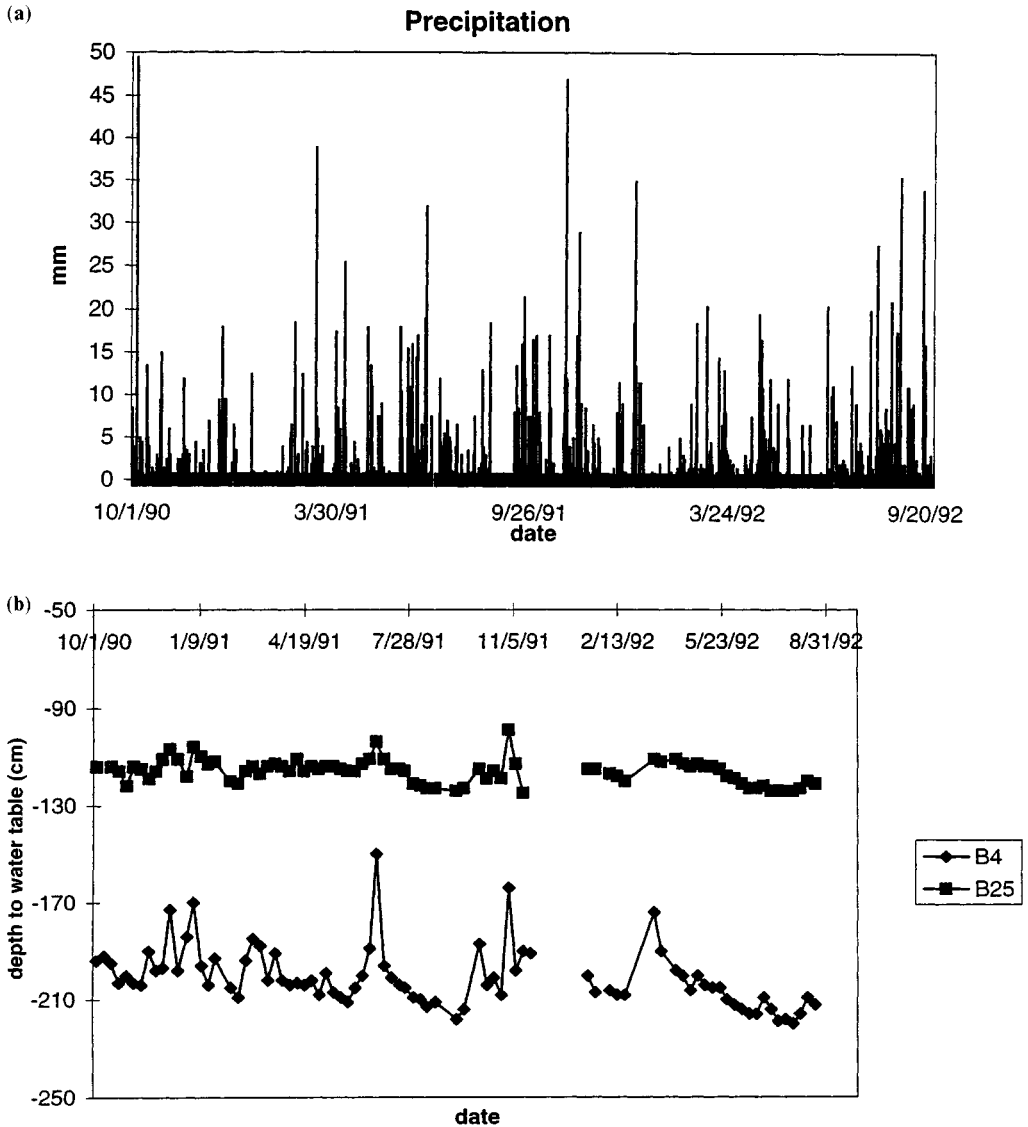 (a)
Precipitation
50
45
40
35
30
25
20
15
10
5
0
mm
10/1/90 3/30/91 9/26/91 3/24/92 9/20/92
date
(b)
-50
10/1/90 1/9/91 4/19/91 7/28/91 11/5/91 2/13/92 5/23/92 8/31/92
-90
-130
-170
-210
-250
depth to water table (cm)
date
B4
B25